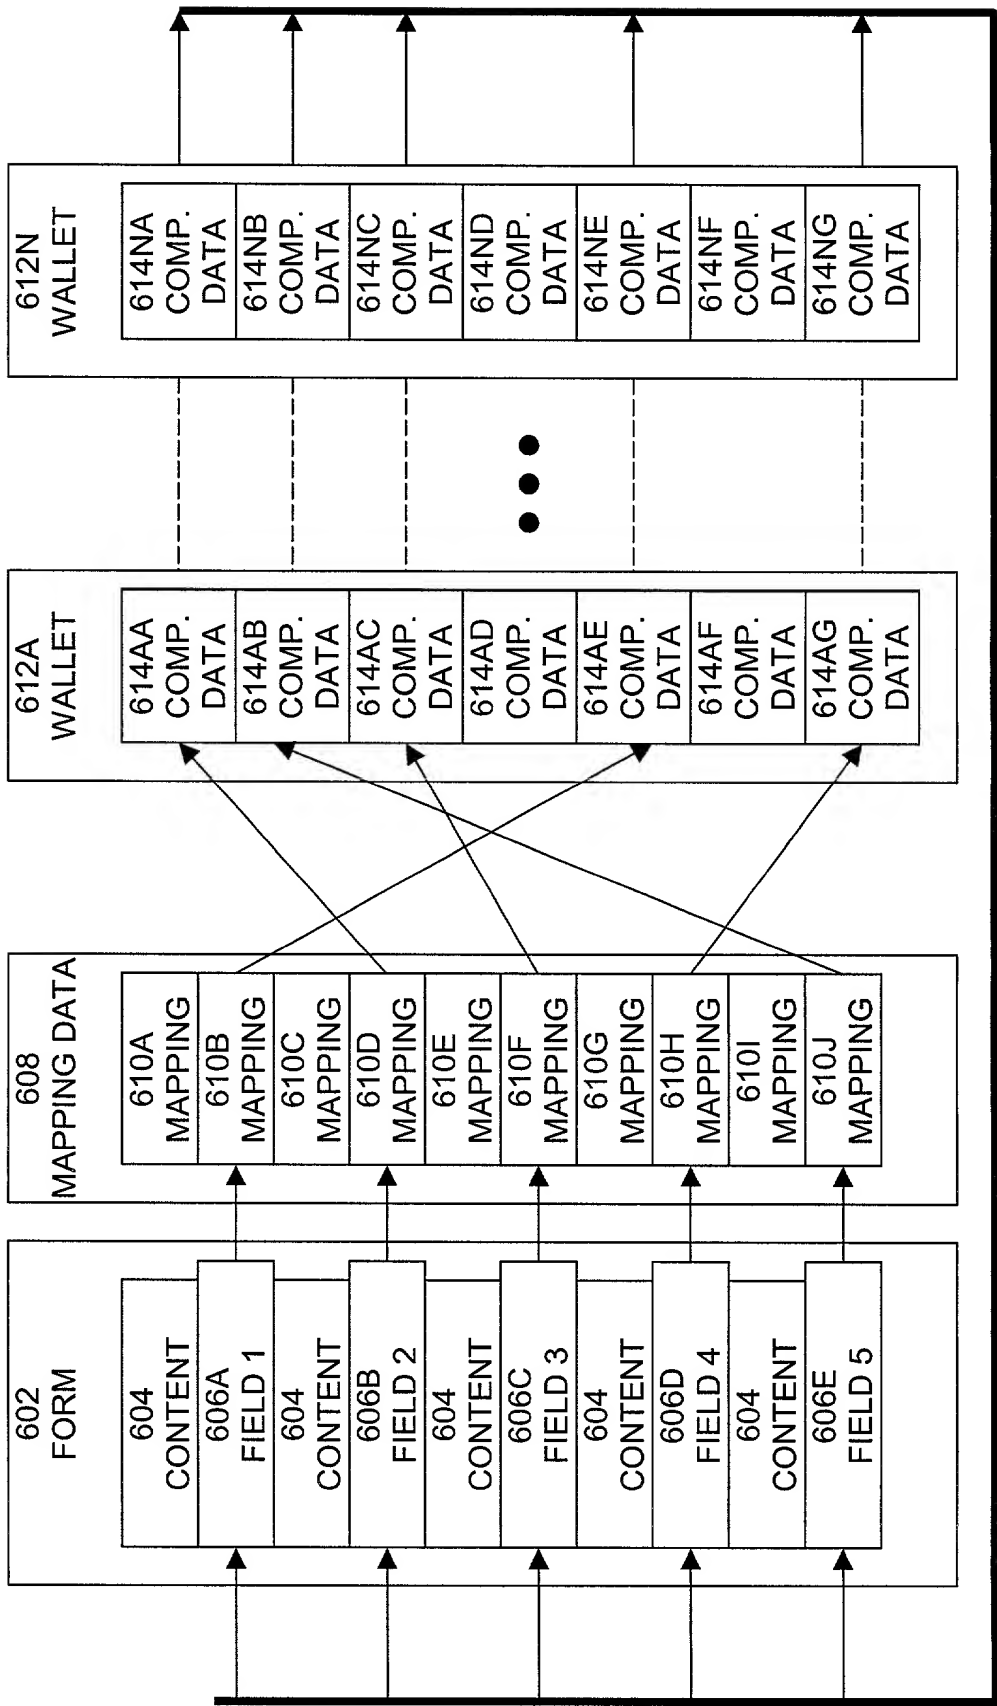 602
FORM
604
CONTENT
606A
FIELD 1
604
CONTENT
606B
FIELD 2
604
CONTENT
606C
FIELD 3
604
CONTENT
606D
FIELD 4
604
CONTENT
606E
FIELD 5
608
MAPPING DATA
610A
MAPPING
610B
MAPPING
610C
MAPPING
610D
MAPPING
610E
MAPPING
610F
MAPPING
610G
MAPPING
610H
MAPPING
610I
MAPPING
610J
MAPPING
612A
WALLET
614AA
COMP.
DATA
614AB
COMP.
DATA
614AC
COMP.
DATA
614AD
COMP.
DATA
614AE
COMP.
DATA
614AF
COMP.
DATA
614AG
COMP.
DATA
612N
WALLET
614NA
COMP.
DATA
614NB
COMP.
DATA
614NC
COMP.
DATA
614ND
COMP.
DATA
614NE
COMP.
DATA
614NF
COMP.
DATA
614NG
COMP.
DATA